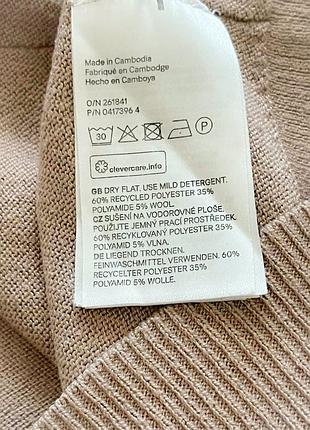 Made in Cambodia
Fabriqué en Cambodge
Hecho en Camboya
O/N 261841
P/N 0417396 4
30 P
clevercare.info
GB DRY FLAT. USE MILD DETERGENT.
60% RECYCLED POLYESTER 35%
POLYAMIDE 5% WOOL.
CZ SUŠENÍ NA VODOROVNÉ PLOŠE.
POUŽIJTE JEMNÝ PRACÍ PROSTŘEDEK.
60% RECYKLOVANÝ POLYESTER 35%
POLYAMID 5% VLNA.
DE LIEGEND TROCKNEN.
FEINWASCHMITTEL VERWENDEN. 60%
RECYCELTER POLYESTER 35%
POLYAMID 5% WOLLE.